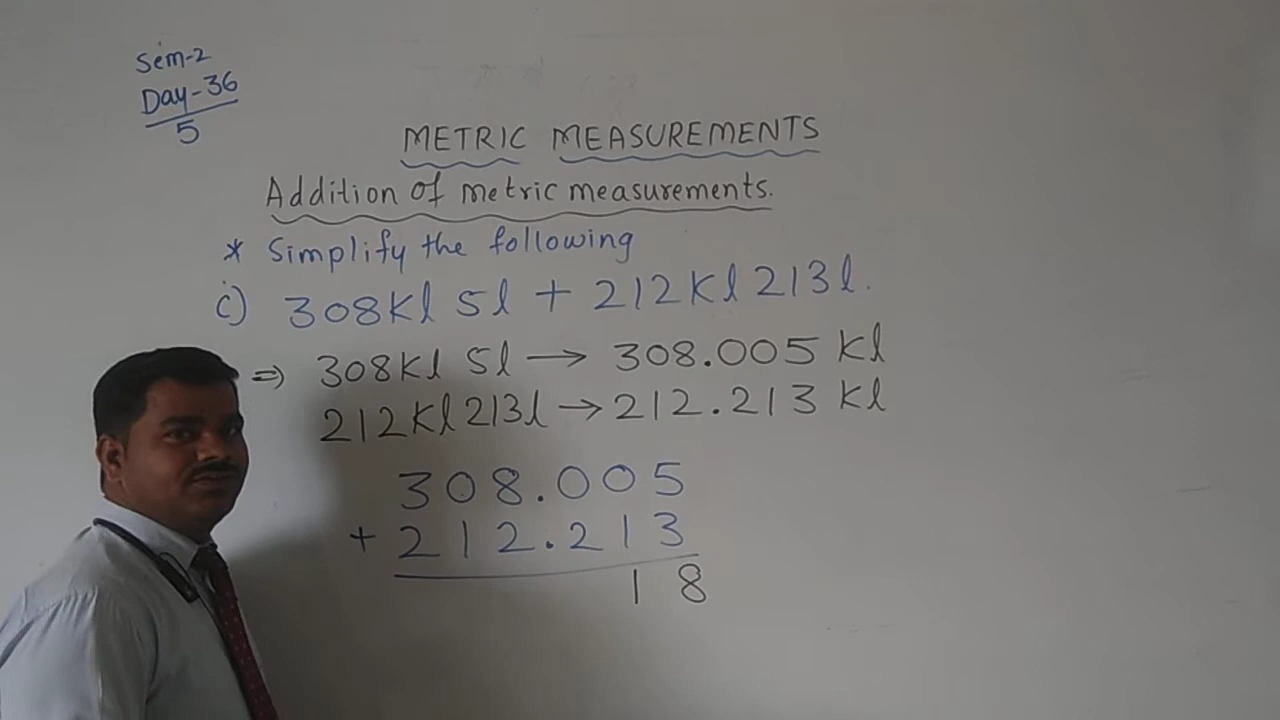 Sem-2
Day-36
5
METRIC MEASUREMENTS
Addition of metric measurements.
* Simplify the following
c) 308Kl 5l + 212Kl 213l.
⇒ 308Kl 5l → 308.005 kl
212Kl 213l → 212.213 kl
308.005
+ 212.213
18